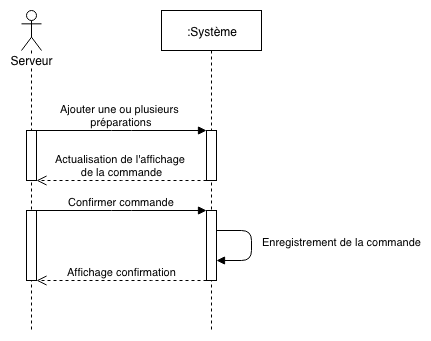 Serveur
:Système
Ajouter une ou plusieurs
préparations
Actualisation de l'affichage
de la commande
Confirmer commande
Enregistrement de la commande
Affichage confirmation